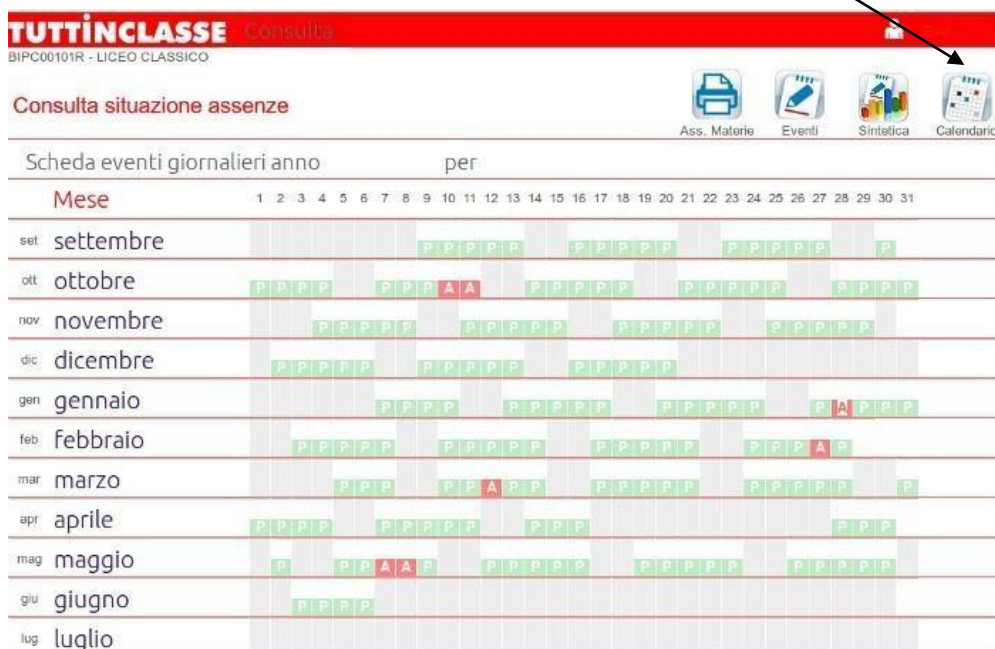 TUTTINCLASSE Consulta
BIPC00101R - LICEO CLASSICO
Consulta situazione assenze
Ass. Materie Eventi Sintetica Calendario
Scheda eventi giornalieri anno per
Mese 1 2 3 4 5 6 7 8 9 10 11 12 13 14 15 16 17 18 19 20 21 22 23 24 25 26 27 28 29 30 31
set settembre P P P P P P P P P P P P P P P P
ott ottobre P P P P P P P A A P P P P P P P P P P P P P P
nov novembre P P P P P P P P P P P P P P P P P P P P
dic dicembre P P P P P P P P P P P P P P P
gen gennaio P P P P P P P P P P P P P P P A P P P
feb febbraio P P P P P P P P P P P P P P P P P P A P
mar marzo P P P P P A P P P P P P P P P P P P P
apr aprile P P P P P P P P P P P P P P P
mag maggio P P P A A P P P P P P P P P P P P P P P P
giu giugno P P P P
lug luglio